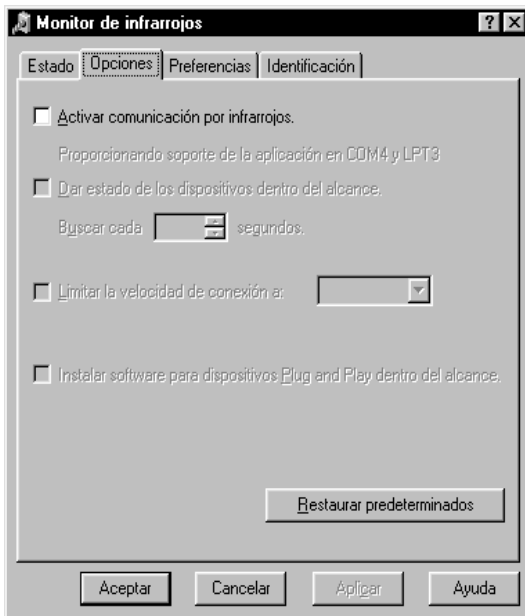 Monitor de infrarrojos
Estado Opciones Preferencias Identificación
Activar comunicación por infrarrojos.
Proporcionando soporte de la aplicación en COM4 y LPT3
Dar estado de los dispositivos dentro del alcance.
Buscar cada segundos.
Limitar la velocidad de conexión a:
Instalar software para dispositivos Plug and Play dentro del alcance.
Restaurar predeterminados
Aceptar Cancelar Aplicar Ayuda